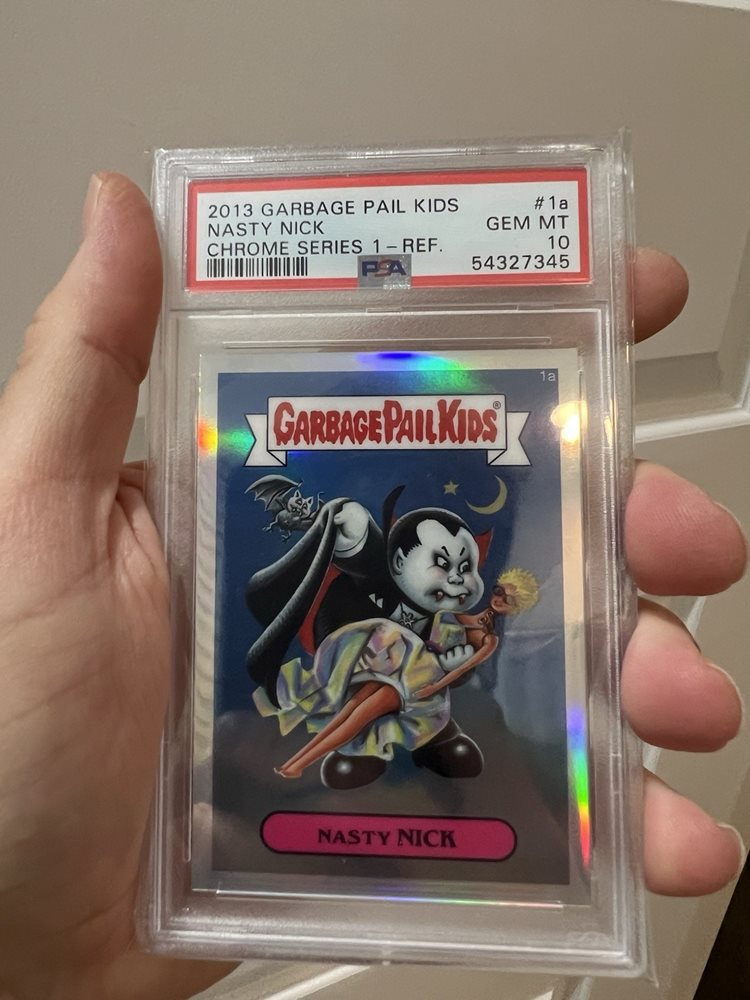 2013 GARBAGE PAIL KIDS #1a
NASTY NICK GEM MT
CHROME SERIES 1 - REF. 10
PSA 54327345
1a
GARBAGE PAIL KIDS®
NASTY NICK